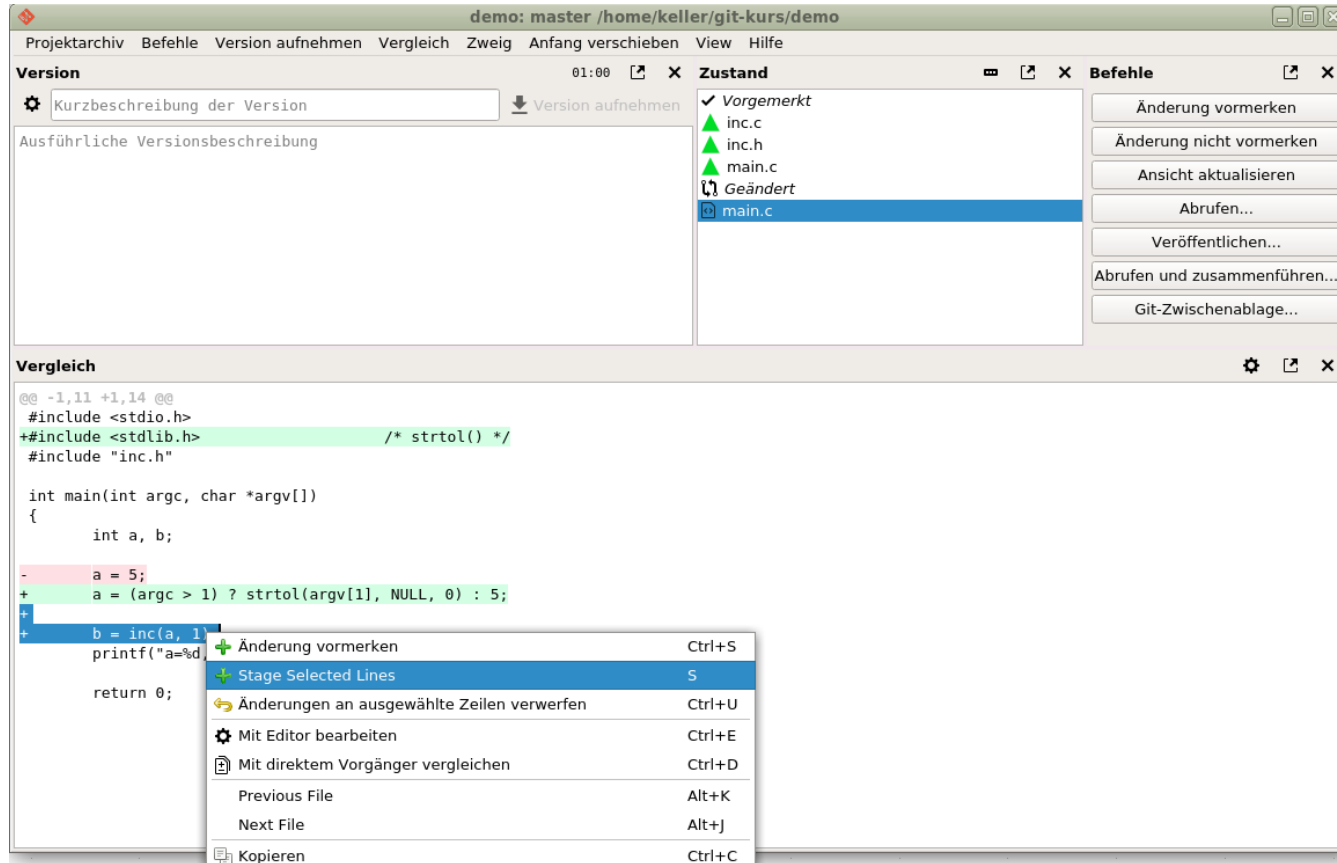 demo: master /home/keller/git-kurs/demo
Projektarchiv Befehle Version aufnehmen Vergleich Zweig Anfang verschieben View Hilfe
Version 01:00
Kurzbeschreibung der Version Version aufnehmen
Ausführliche Versionsbeschreibung
Zustand
Vorgemerkt
inc.c
inc.h
main.c
Geändert
main.c
Befehle
Änderung vormerken
Änderung nicht vormerken
Ansicht aktualisieren
Abrufen...
Veröffentlichen...
Abrufen und zusammenführen...
Git-Zwischenablage...
Vergleich
@@ -1,11 +1,14 @@
 #include <stdio.h>
+#include <stdlib.h> /* strtol() */
 #include "inc.h"
 int main(int argc, char *argv[])
 {
 int a, b;
- a = 5;
+ a = (argc > 1) ? strtol(argv[1], NULL, 0) : 5;
+
+ b = inc(a, 1)
 printf("a=%d,
 return 0;
Änderung vormerken Ctrl+S
Stage Selected Lines S
Änderungen an ausgewählte Zeilen verwerfen Ctrl+U
Mit Editor bearbeiten Ctrl+E
Mit direktem Vorgänger vergleichen Ctrl+D
Previous File Alt+K
Next File Alt+J
Kopieren Ctrl+C